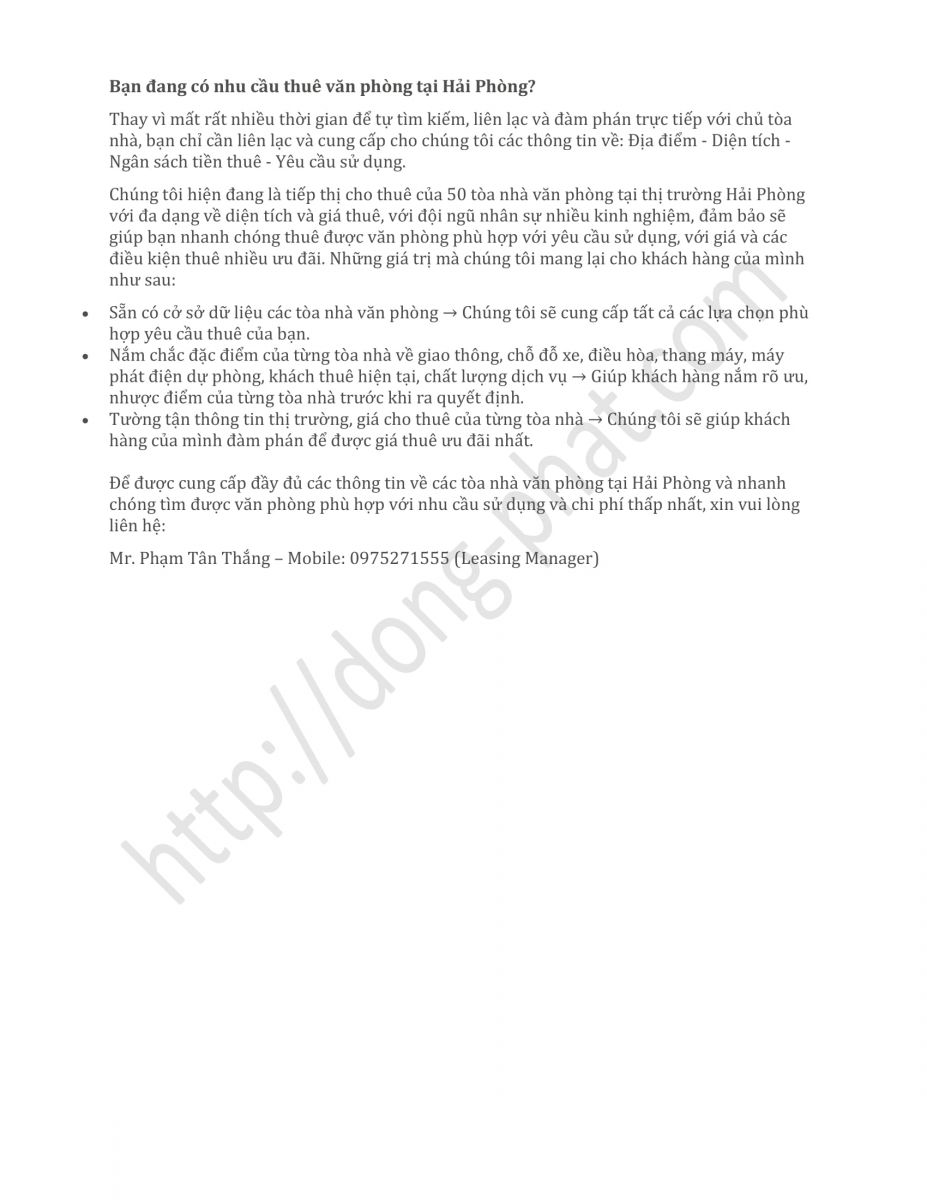 Bạn đang có nhu cầu thuê văn phòng tại Hải Phòng?
Thay vì mất rất nhiều thời gian để tự tìm kiếm, liên lạc và đàm phán trực tiếp với chủ tòa
nhà, bạn chỉ cần liên lạc và cung cấp cho chúng tôi các thông tin về: Địa điểm - Diện tích -
Ngân sách tiền thuê - Yêu cầu sử dụng.
Chúng tôi hiện đang là tiếp thị cho thuê của 50 tòa nhà văn phòng tại thị trường Hải Phòng
với đa dạng về diện tích và giá thuê, với đội ngũ nhân sự nhiều kinh nghiệm, đảm bảo sẽ
giúp bạn nhanh chóng thuê được văn phòng phù hợp với yêu cầu sử dụng, với giá và các
điều kiện thuê nhiều ưu đãi. Những giá trị mà chúng tôi mang lại cho khách hàng của mình
như sau:
• Sẵn có cở sở dữ liệu các tòa nhà văn phòng → Chúng tôi sẽ cung cấp tất cả các lựa chọn phù
hợp yêu cầu thuê của bạn.
• Nắm chắc đặc điểm của từng tòa nhà về giao thông, chỗ đỗ xe, điều hòa, thang máy, máy
phát điện dự phòng, khách thuê hiện tại, chất lượng dịch vụ → Giúp khách hàng nắm rõ ưu,
nhược điểm của từng tòa nhà trước khi ra quyết định.
• Tường tận thông tin thị trường, giá cho thuê của từng tòa nhà → Chúng tôi sẽ giúp khách
hàng của mình đàm phán để được giá thuê ưu đãi nhất.
Để được cung cấp đầy đủ các thông tin về các tòa nhà văn phòng tại Hải Phòng và nhanh
chóng tìm được văn phòng phù hợp với nhu cầu sử dụng và chi phí thấp nhất, xin vui lòng
liên hệ:
Mr. Phạm Tân Thắng – Mobile: 0975271555 (Leasing Manager)
http://dong-phat.com